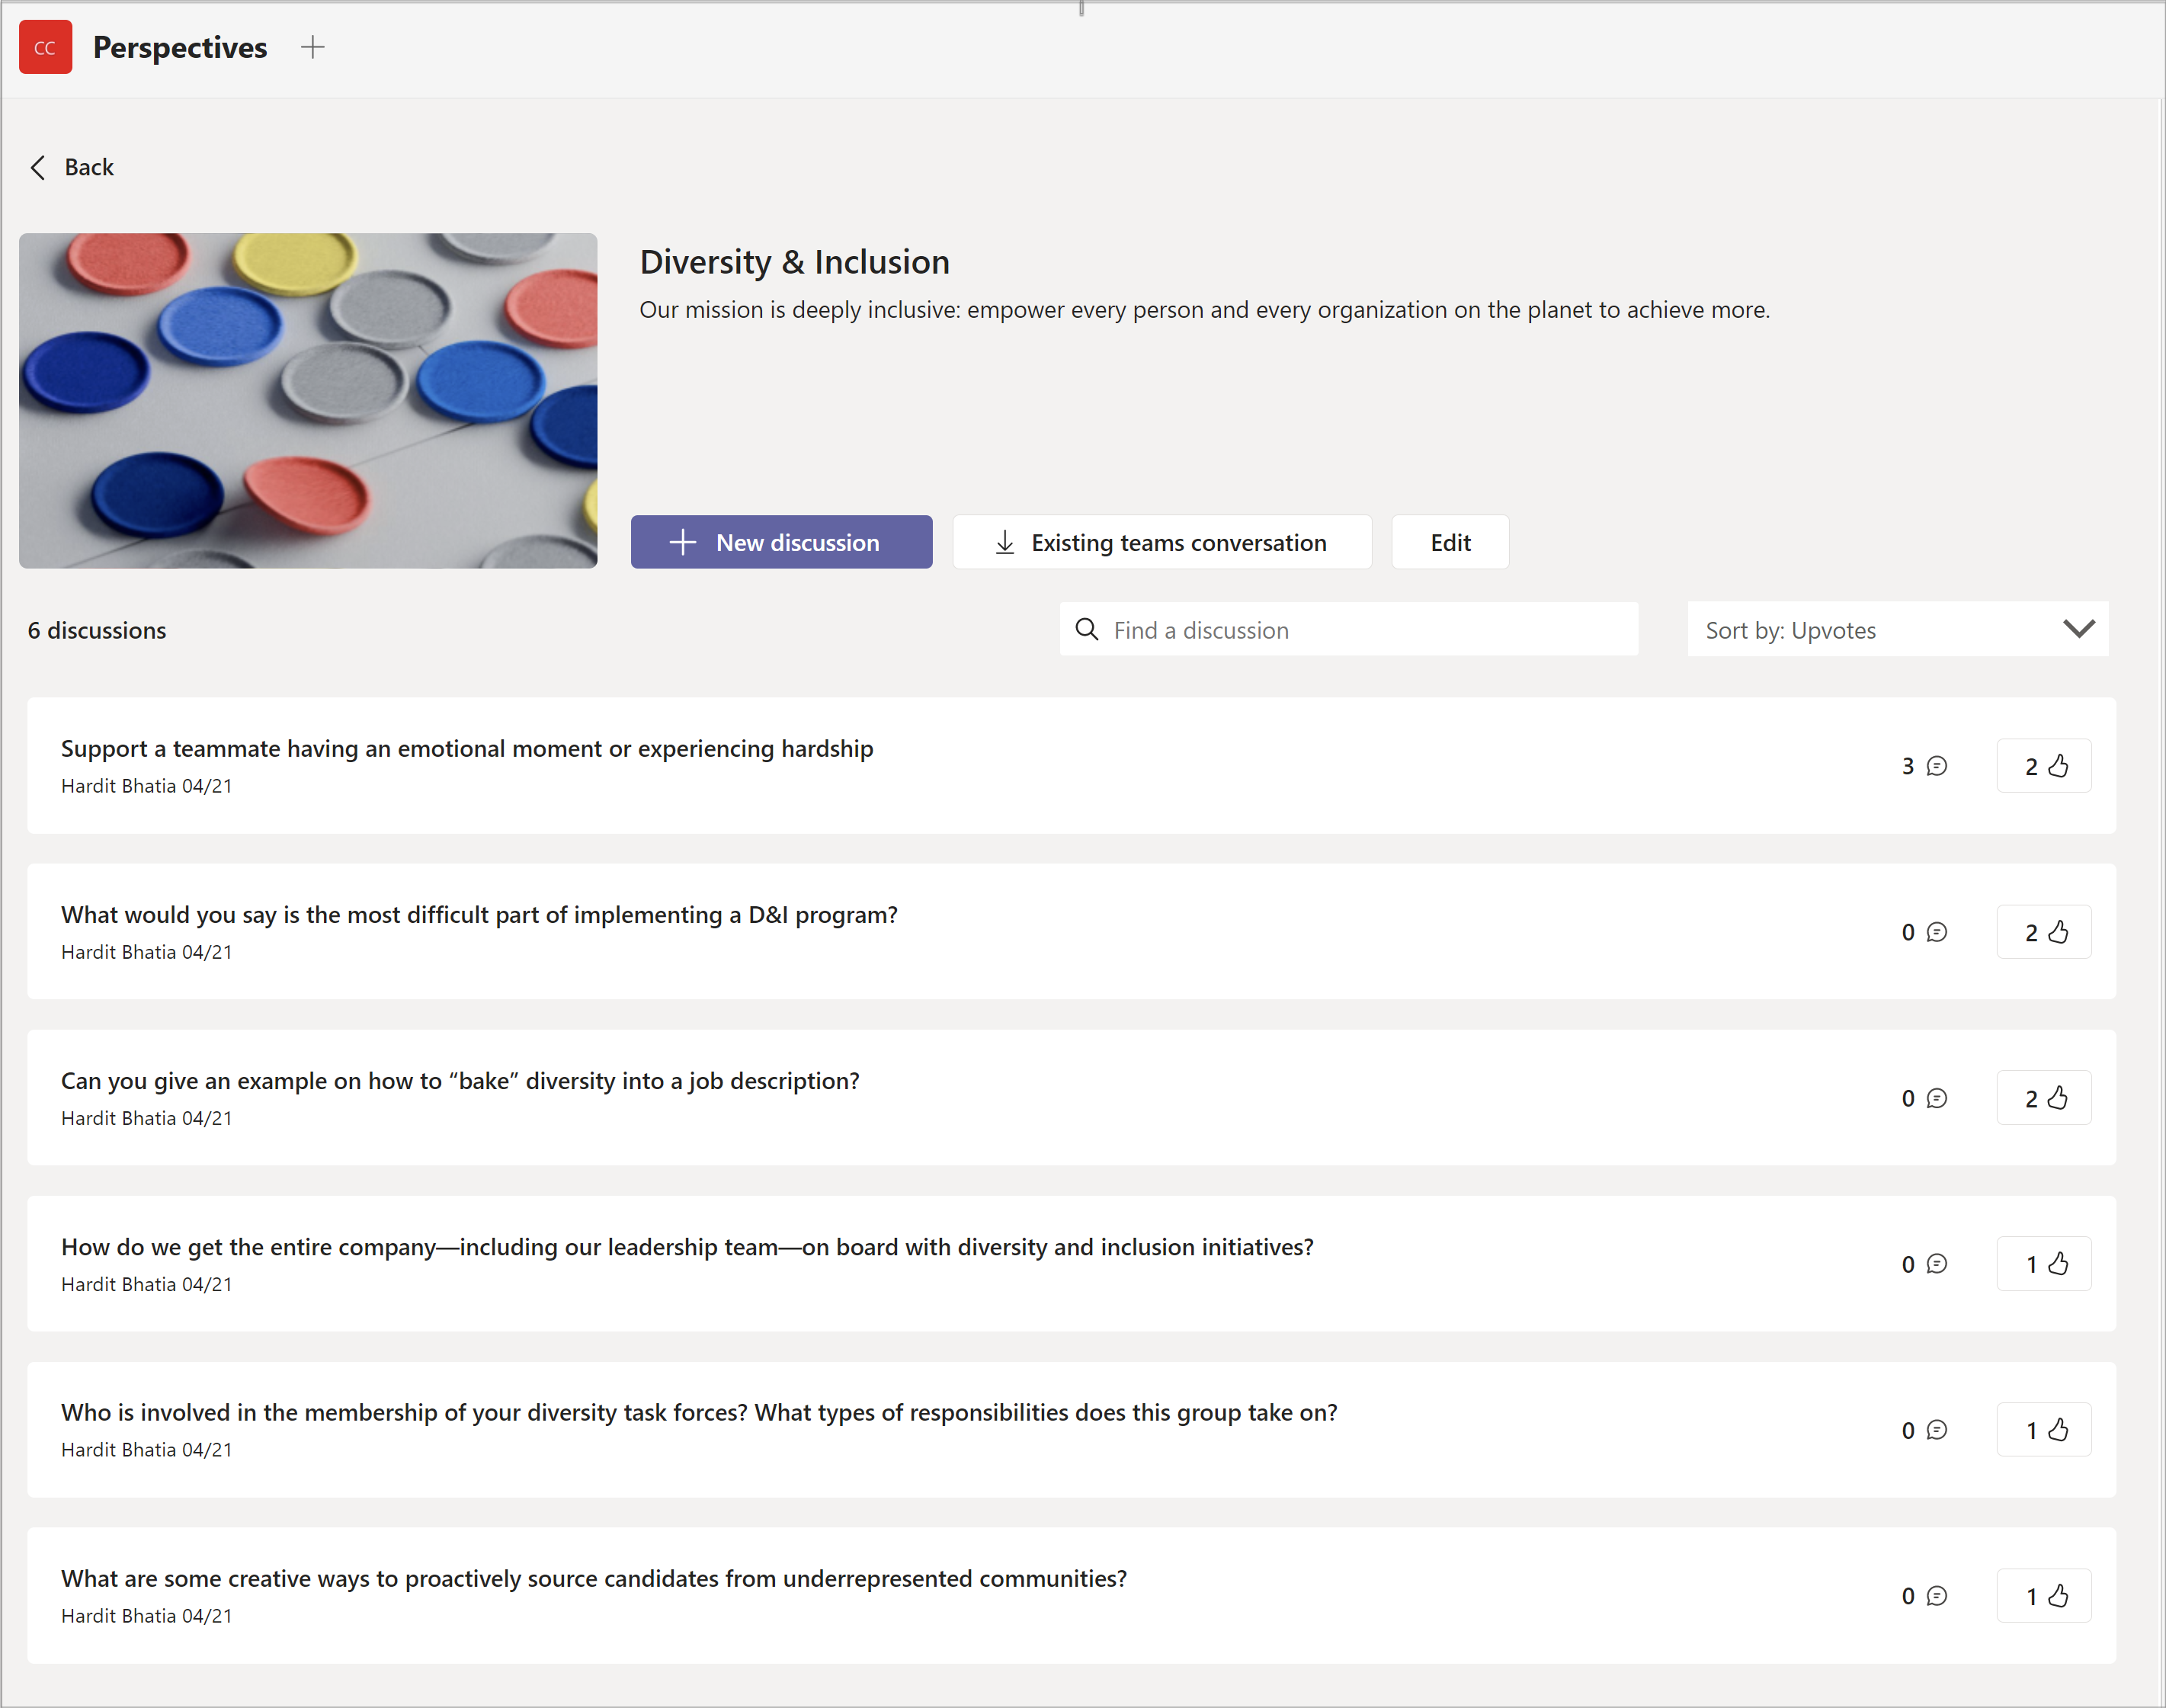 CC Perspectives
Back
Diversity & Inclusion
Our mission is deeply inclusive: empower every person and every organization on the planet to achieve more.
New discussion Existing teams conversation Edit
6 discussions Find a discussion Sort by: Upvotes
Support a teammate having an emotional moment or experiencing hardship
Hardit Bhatia 04/21
3 2
What would you say is the most difficult part of implementing a D&I program?
Hardit Bhatia 04/21
0 2
Can you give an example on how to “bake” diversity into a job description?
Hardit Bhatia 04/21
0 2
How do we get the entire company—including our leadership team—on board with diversity and inclusion initiatives?
Hardit Bhatia 04/21
0 1
Who is involved in the membership of your diversity task forces? What types of responsibilities does this group take on?
Hardit Bhatia 04/21
0 1
What are some creative ways to proactively source candidates from underrepresented communities?
Hardit Bhatia 04/21
0 1